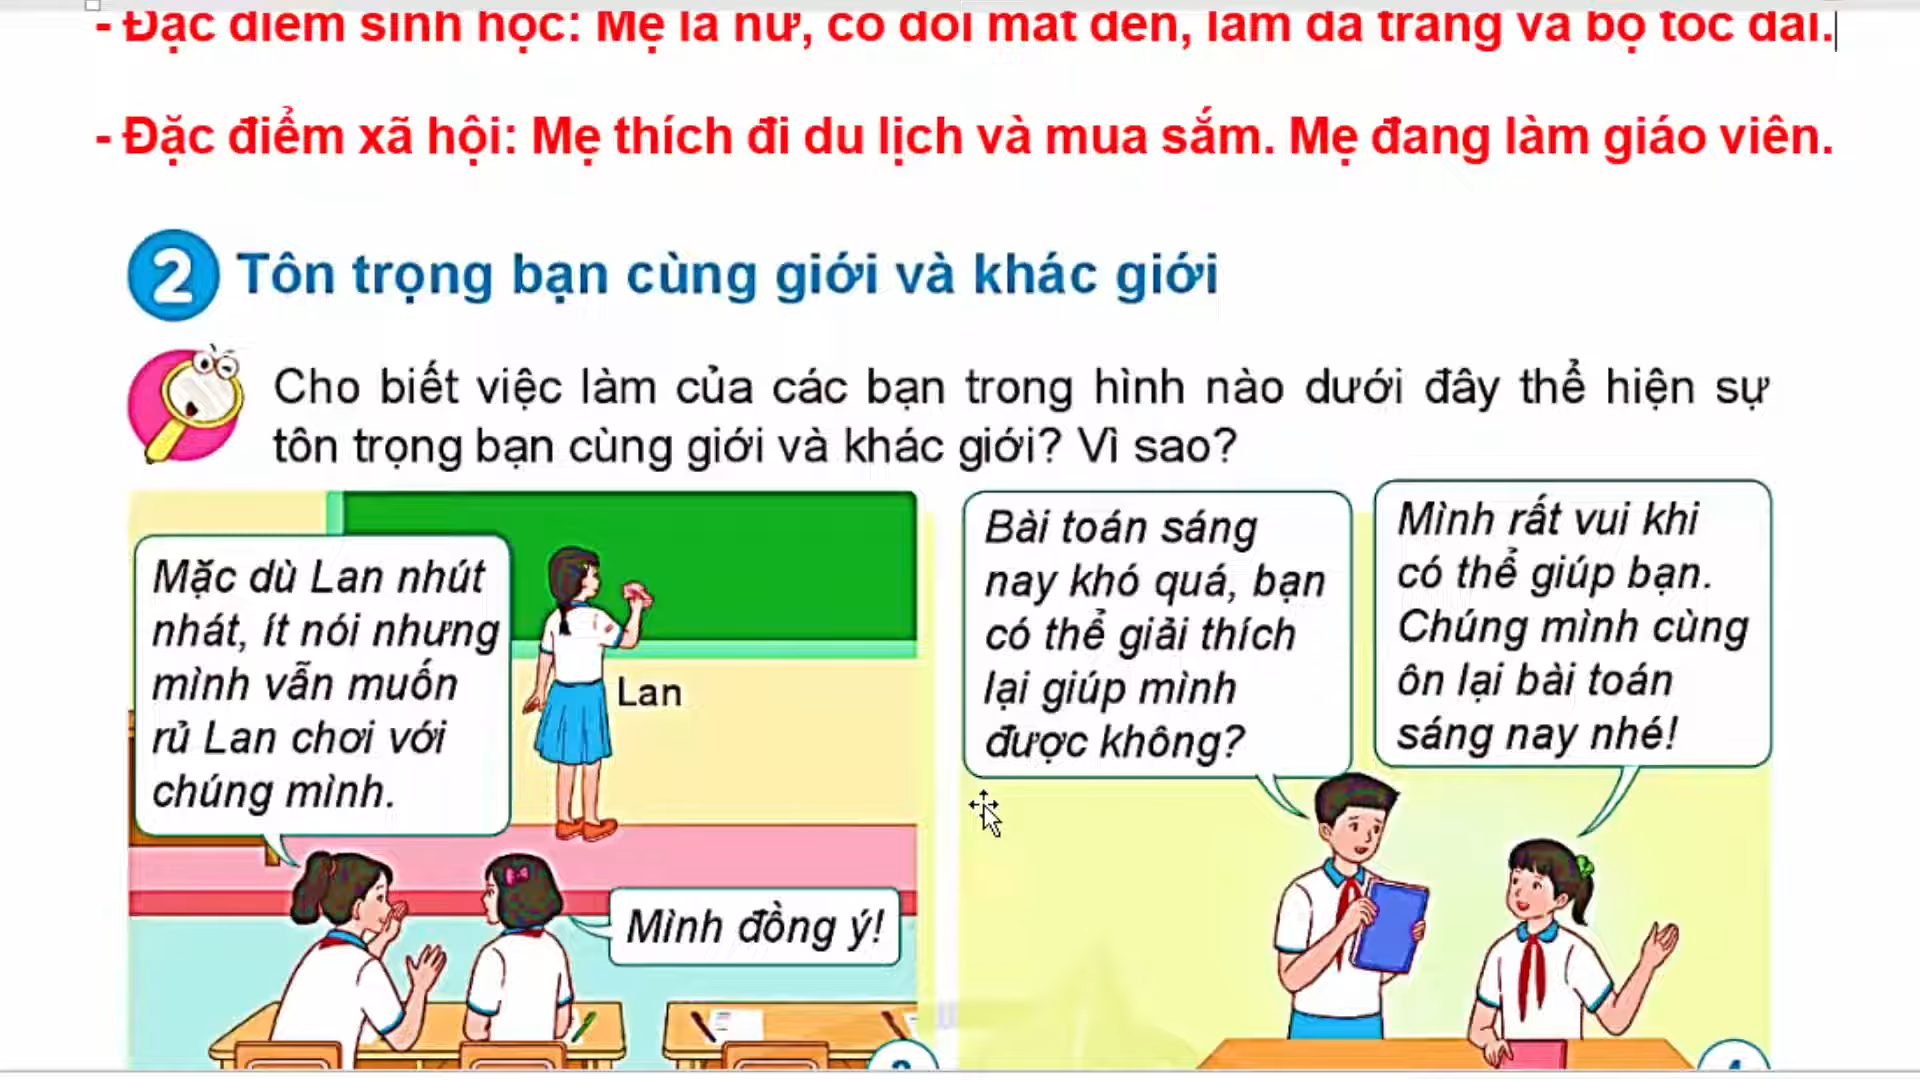 - Đặc điểm sinh học: Mẹ là nữ, có đôi mắt đen, làm da trắng và bộ tóc dài.
- Đặc điểm xã hội: Mẹ thích đi du lịch và mua sắm. Mẹ đang làm giáo viên.
2 Tôn trọng bạn cùng giới và khác giới
Cho biết việc làm của các bạn trong hình nào dưới đây thể hiện sự
tôn trọng bạn cùng giới và khác giới? Vì sao?
Mặc dù Lan nhút
nhát, ít nói nhưng
mình vẫn muốn
rủ Lan chơi với
chúng mình.
Lan
Mình đồng ý!
Bài toán sáng
nay khó quá, bạn
có thể giải thích
lại giúp mình
được không?
Mình rất vui khi
có thể giúp bạn.
Chúng mình cùng
ôn lại bài toán
sáng nay nhé!